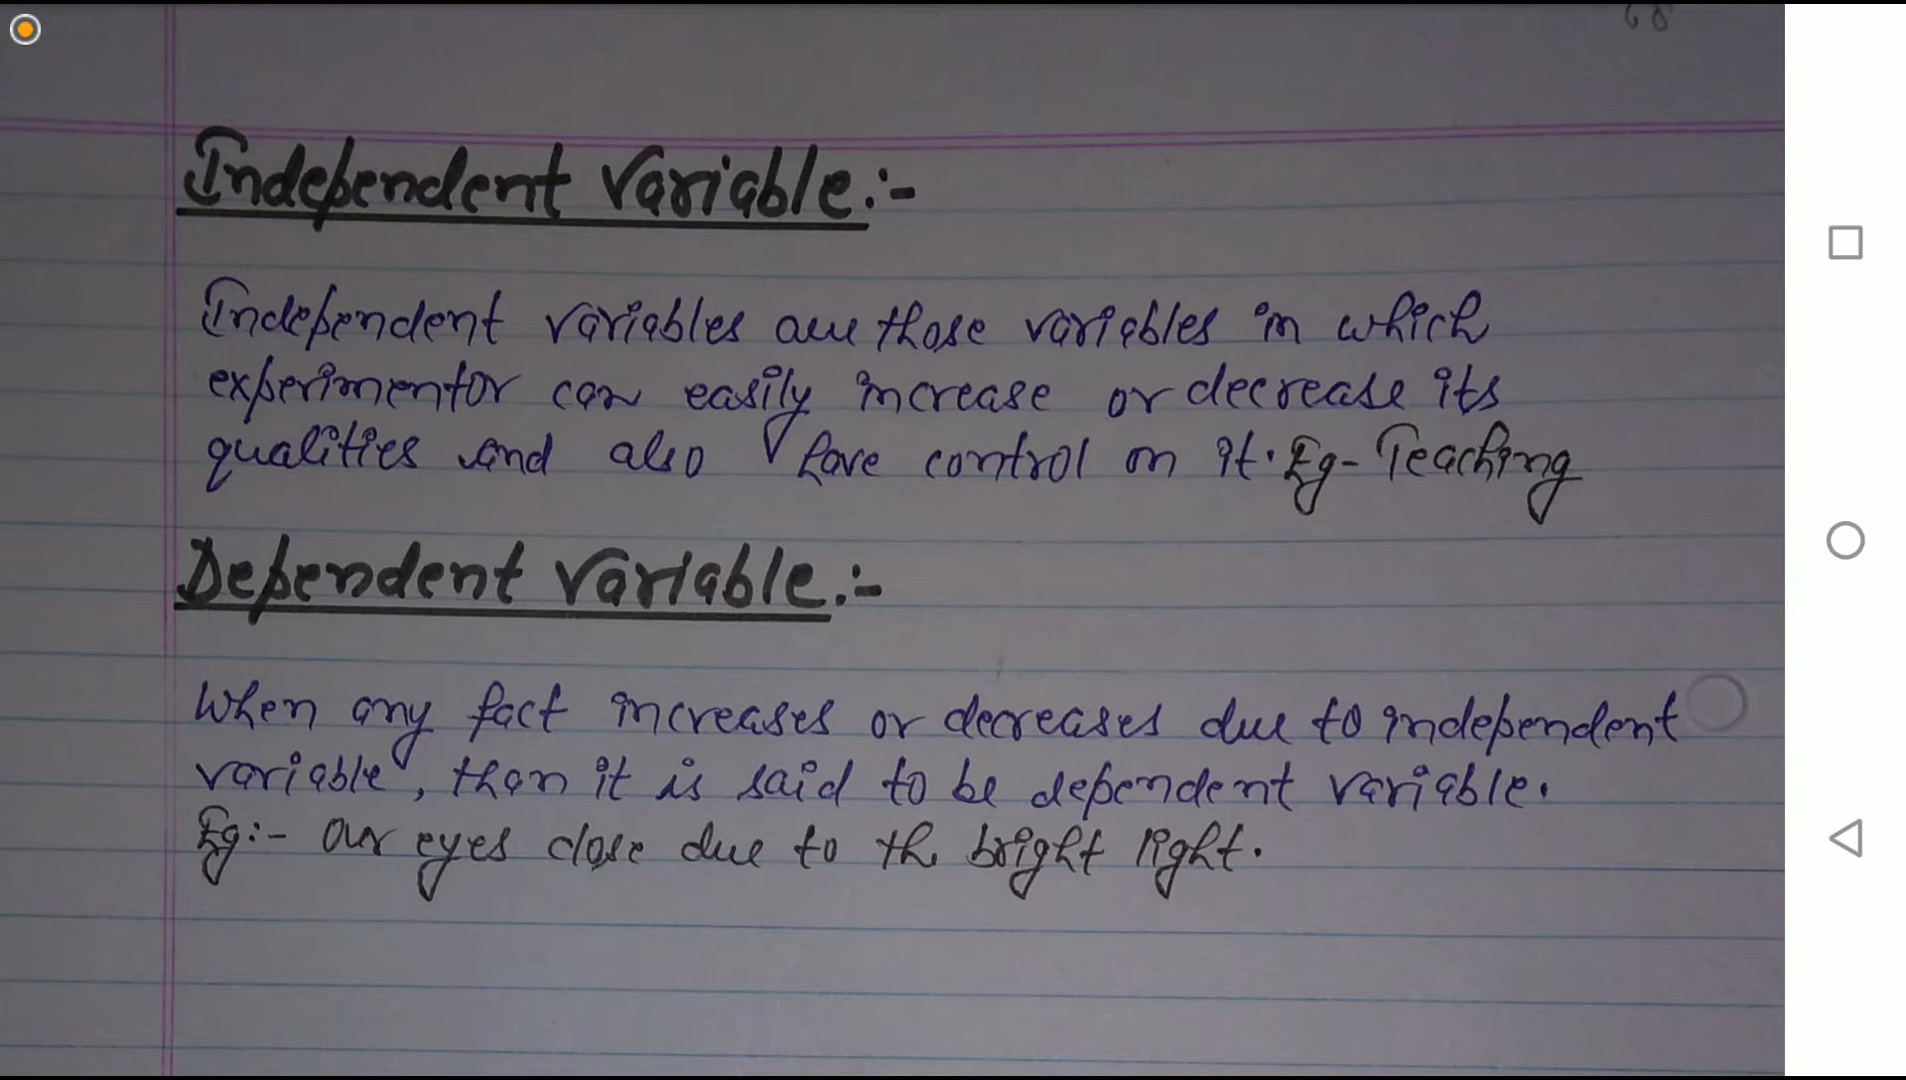 Independent Variable:-
Independent variables are those variables in which
experimentor can easily increase or decrease its
qualities and also have control on it. Eg- Teaching
Dependent Variable:-
When any fact increases or decreases due to independent
variable, than it is said to be dependent variable.
Eg:- Our eyes close due to th bright light.